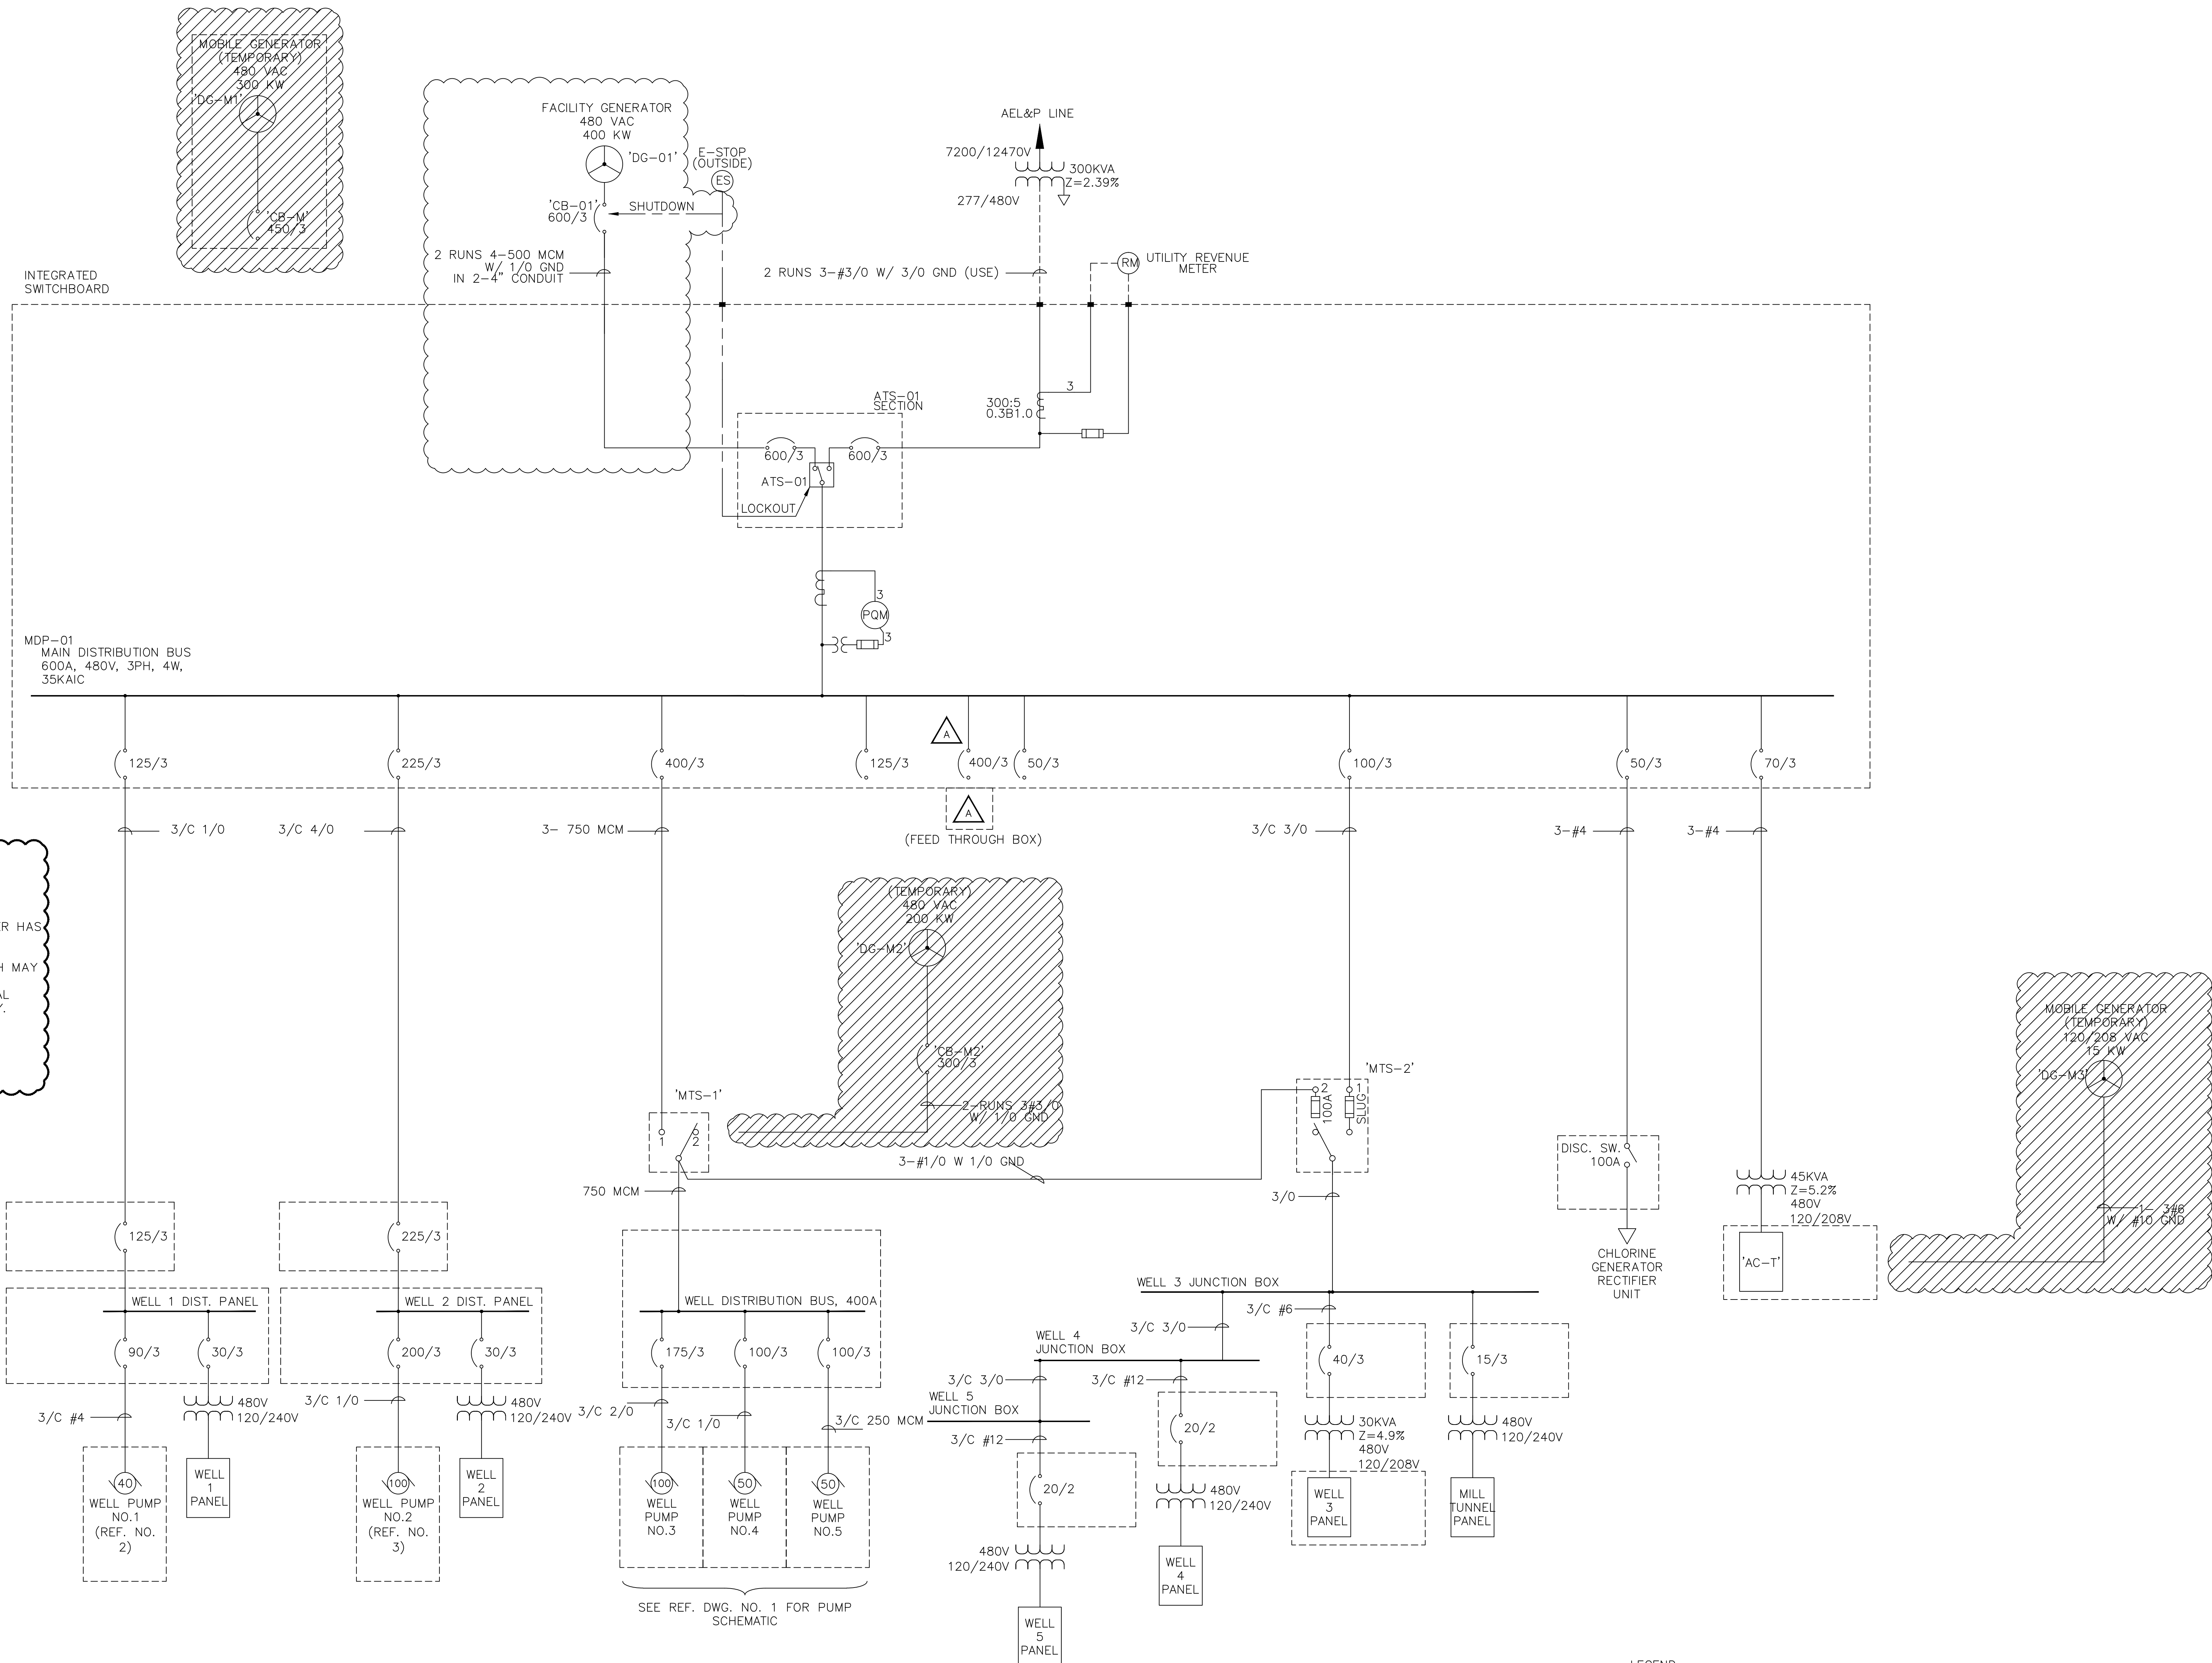 MOBILE GENERATOR
(TEMPORARY)
480 VAC
300 KW
'DG-M1'
'CB-M'
450/3
FACILITY GENERATOR
480 VAC
400 KW
'DG-01'
E-STOP
(OUTSIDE)
ES
'CB-01'
600/3
SHUTDOWN
2 RUNS 4-500 MCM
W/ 1/0 GND
IN 2-4" CONDUIT
AEL&P LINE
7200/12470V
300KVA
Z=2.39%
277/480V
2 RUNS 3-#3/0 W/ 3/0 GND (USE)
RM
UTILITY REVENUE
METER
INTEGRATED
SWITCHBOARD
3
300:5
0.3B1.0
ATS-01
SECTION
600/3
600/3
ATS-01
LOCKOUT
3
PQM
3
MDP-01
MAIN DISTRIBUTION BUS
600A, 480V, 3PH, 4W,
35KAIC
A
125/3
225/3
400/3
125/3
400/3
50/3
100/3
50/3
70/3
A
(FEED THROUGH BOX)
3/C 1/0
3/C 4/0
3- 750 MCM
3/C 3/0
3-#4
3-#4
ER HAS
H MAY
AL
Y.
(TEMPORARY)
480 VAC
200 KW
'DG-M2'
'CB-M2'
300/3
2-RUNS 3#3/0
W/ 1/0 GND
MOBILE GENERATOR
(TEMPORARY)
120/208 VAC
15 KW
'DG-M3'
1- 3#6
W/ #10 GND
'MTS-1'
1
2
3-#1/0 W 1/0 GND
750 MCM
'MTS-2'
2
1
100A
SLUG
3/0
DISC. SW.
100A
CHLORINE
GENERATOR
RECTIFIER
UNIT
45KVA
Z=5.2%
480V
120/208V
'AC-T'
125/3
225/3
WELL 1 DIST. PANEL
90/3
30/3
3/C #4
480V
120/240V
40
WELL PUMP
NO.1
(REF. NO.
2)
WELL
1
PANEL
WELL 2 DIST. PANEL
200/3
30/3
3/C 1/0
480V
120/240V
100
WELL PUMP
NO.2
(REF. NO.
3)
WELL
2
PANEL
WELL DISTRIBUTION BUS, 400A
175/3
100/3
100/3
3/C 2/0
3/C 1/0
3/C 250 MCM
100
WELL
PUMP
NO.3
50
WELL
PUMP
NO.4
50
WELL
PUMP
NO.5
SEE REF. DWG. NO. 1 FOR PUMP
SCHEMATIC
WELL 3 JUNCTION BOX
3/C #6
3/C 3/0
WELL 4
JUNCTION BOX
3/C 3/0
3/C #12
WELL 5
JUNCTION BOX
3/C #12
20/2
480V
120/240V
WELL
5
PANEL
20/2
480V
120/240V
WELL
4
PANEL
40/3
30KVA
Z=4.9%
480V
120/208V
WELL
3
PANEL
15/3
480V
120/240V
MILL
TUNNEL
PANEL
LEGEND